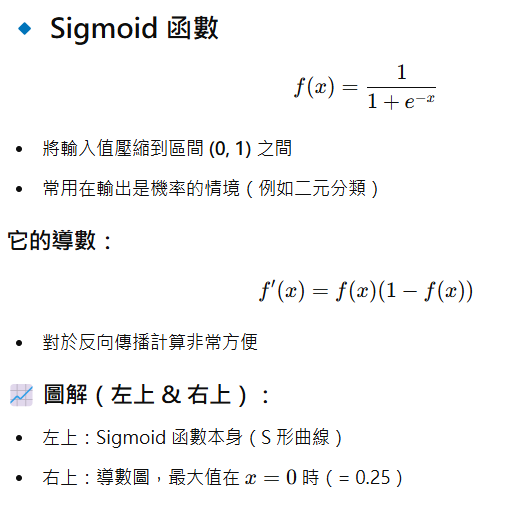 🔹 Sigmoid 函數
f(x) = \frac{1}{1 + e^{-x}}
• 將輸入值壓縮到區間 (0, 1) 之間
• 常用在輸出是機率的情境（例如二元分類）
它的導數：
f'(x) = f(x)(1 − f(x))
• 對於反向傳播計算非常方便
📈 圖解（左上 & 右上）：
• 左上：Sigmoid 函數本身（S 形曲線）
• 右上：導數圖，最大值在 x = 0 時（= 0.25）